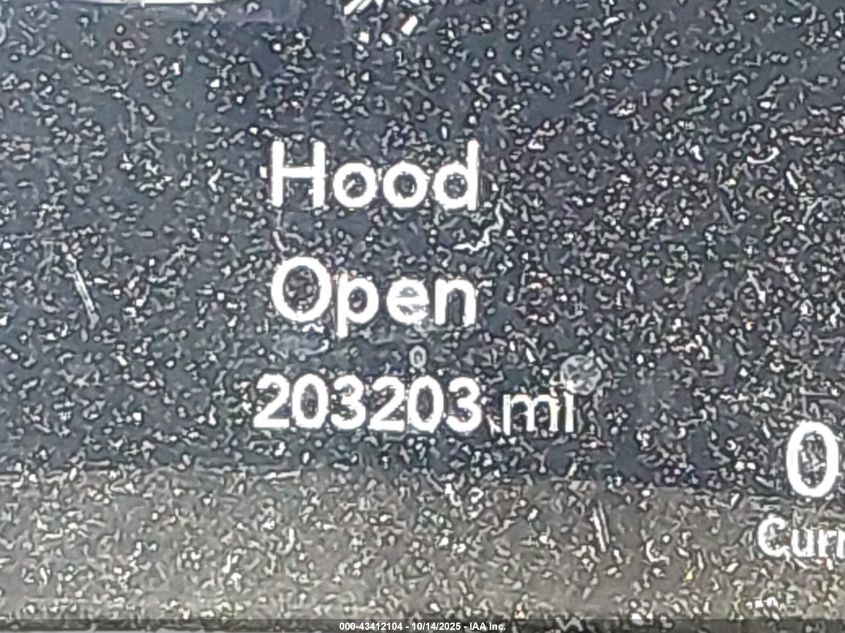 Hood
Open
203203 mi
0
Curr
000-43412104 - 10/14/2025 - IAA Inc.